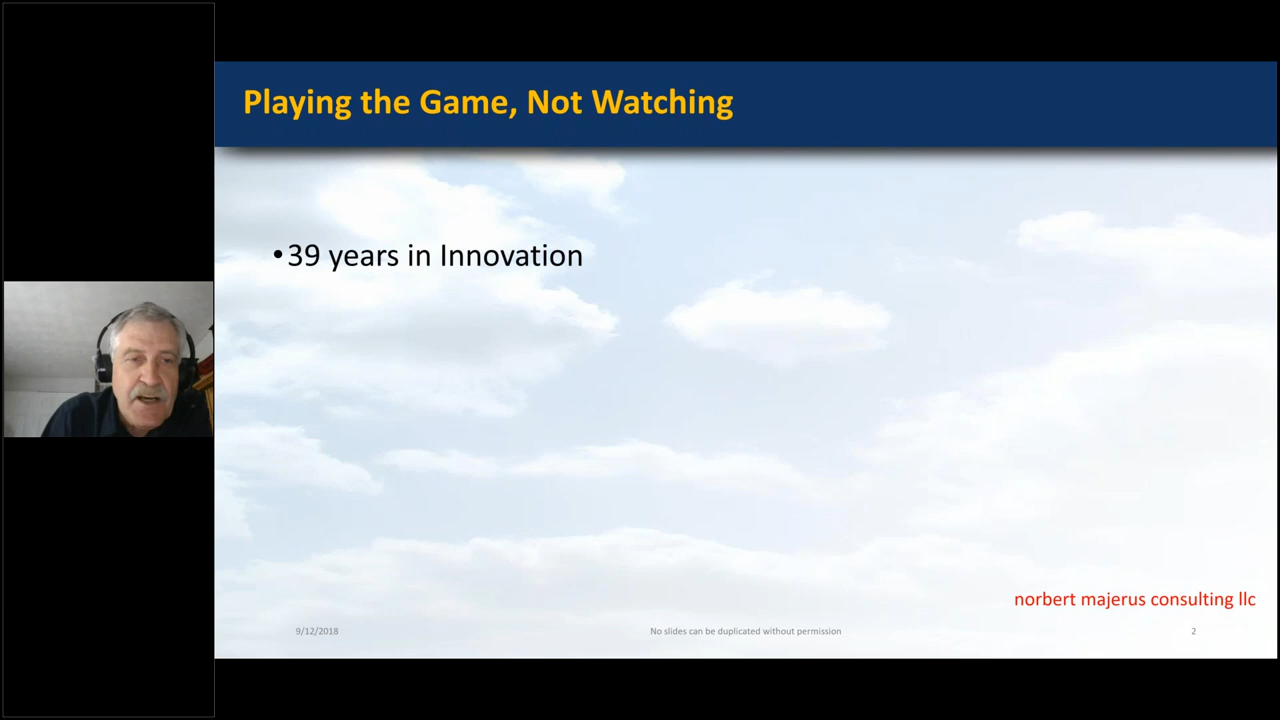 Playing the Game, Not Watching
•39 years in Innovation
norbert majerus consulting llc
9/12/2018
No slides can be duplicated without permission
2